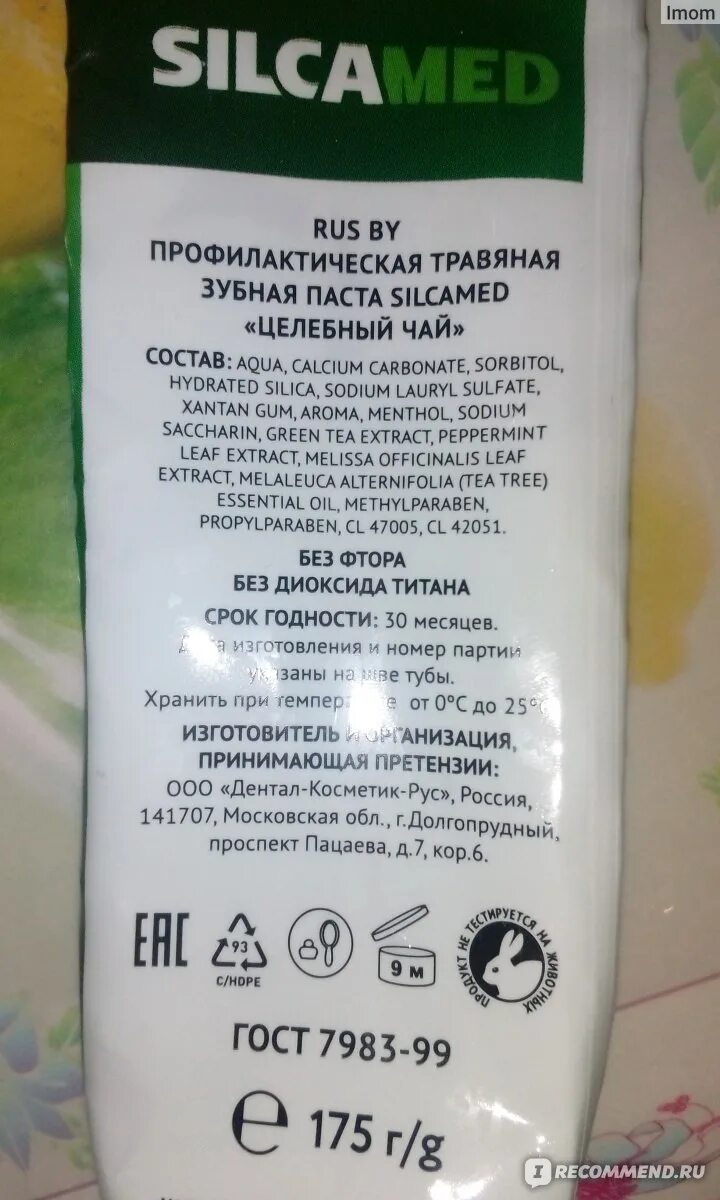 Imom
SILCAMED
RUS BY
ПРОФИЛАКТИЧЕСКАЯ ТРАВЯНАЯ
ЗУБНАЯ ПАСТА SILCAMED
«ЦЕЛЕБНЫЙ ЧАЙ»
СОСТАВ: AQUA, CALCIUM CARBONATE, SORBITOL,
HYDRATED SILICA, SODIUM LAURYL SULFATE,
XANTAN GUM, AROMA, MENTHOL, SODIUM
SACCHARIN, GREEN TEA EXTRACT, PEPPERMINT
LEAF EXTRACT, MELISSA OFFICINALIS LEAF
EXTRACT, MELALEUCA ALTERNIFOLIA (TEA TREE)
ESSENTIAL OIL, METHYLPARABEN,
PROPYLPARABEN, CL 47005, CL 42051.
БЕЗ ФТОРА
БЕЗ ДИОКСИДА ТИТАНА
СРОК ГОДНОСТИ: 30 месяцев.
изготовления и номер партии
на шве тубы.
Хранить при от 0°C до 25°C
ИЗГОТОВИТЕЛЬ И ОРГАНИЗАЦИЯ,
ПРИНИМАЮЩАЯ ПРЕТЕНЗИИ:
ООО «Дентал-Косметик-Рус», Россия,
141707, Московская обл., г.Долгопрудный,
проспект Пацаева, д.7, кор.6.
EAC
93
C/HDPE
9 м
ПРОДУКТ НЕ ТЕСТИРУЕТСЯ НА ЖИВОТНЫХ
ГОСТ 7983-99
e 175 г/g
IRECOMMEND.RU